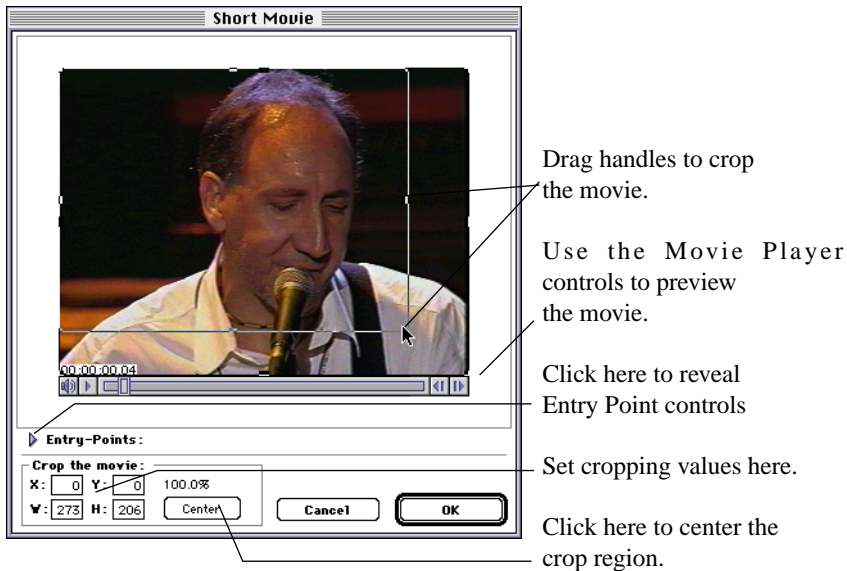 Short Movie
Drag handles to crop
the movie.
Use the Movie Player
controls to preview
the movie.
00:00:00.04
Click here to reveal
Entry Point controls
Entry-Points:
Crop the movie:
X: 0 Y: 0 100.0%
Set cropping values here.
W: 273 H: 206 Center Cancel OK
Click here to center the
crop region.